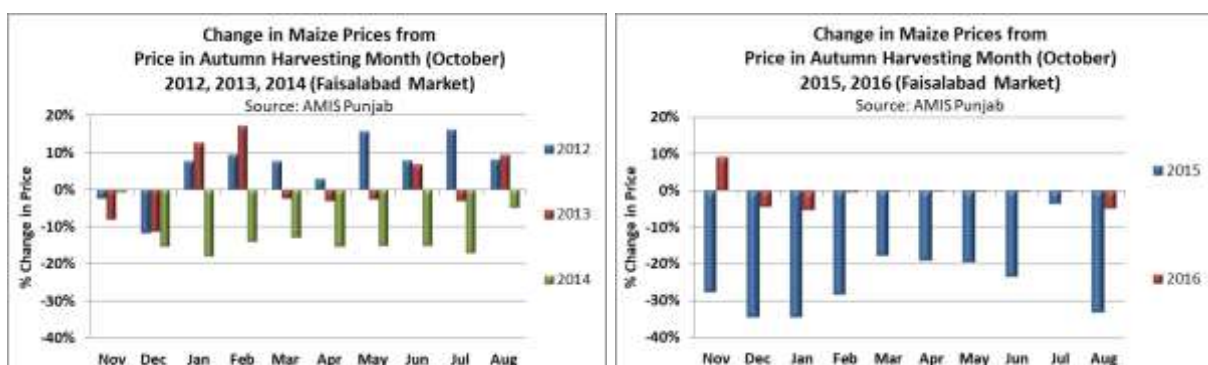 Change in Maize Prices from
Price in Autumn Harvesting Month (October)
2012, 2013, 2014 (Faisalabad Market)
Source: AMIS Punjab
% Change in Price
20%
10%
0%
-10%
-20%
-30%
-40%
Nov Dec Jan Feb Mar Apr May Jun Jul Aug
2012
2013
2014
Change in Maize Prices from
Price in Autumn Harvesting Month (October)
2015, 2016 (Faisalabad Market)
Source: AMIS Punjab
% Change in Price
20%
10%
0%
-10%
-20%
-30%
-40%
Nov Dec Jan Feb Mar Apr May Jun Jul Aug
2015
2016